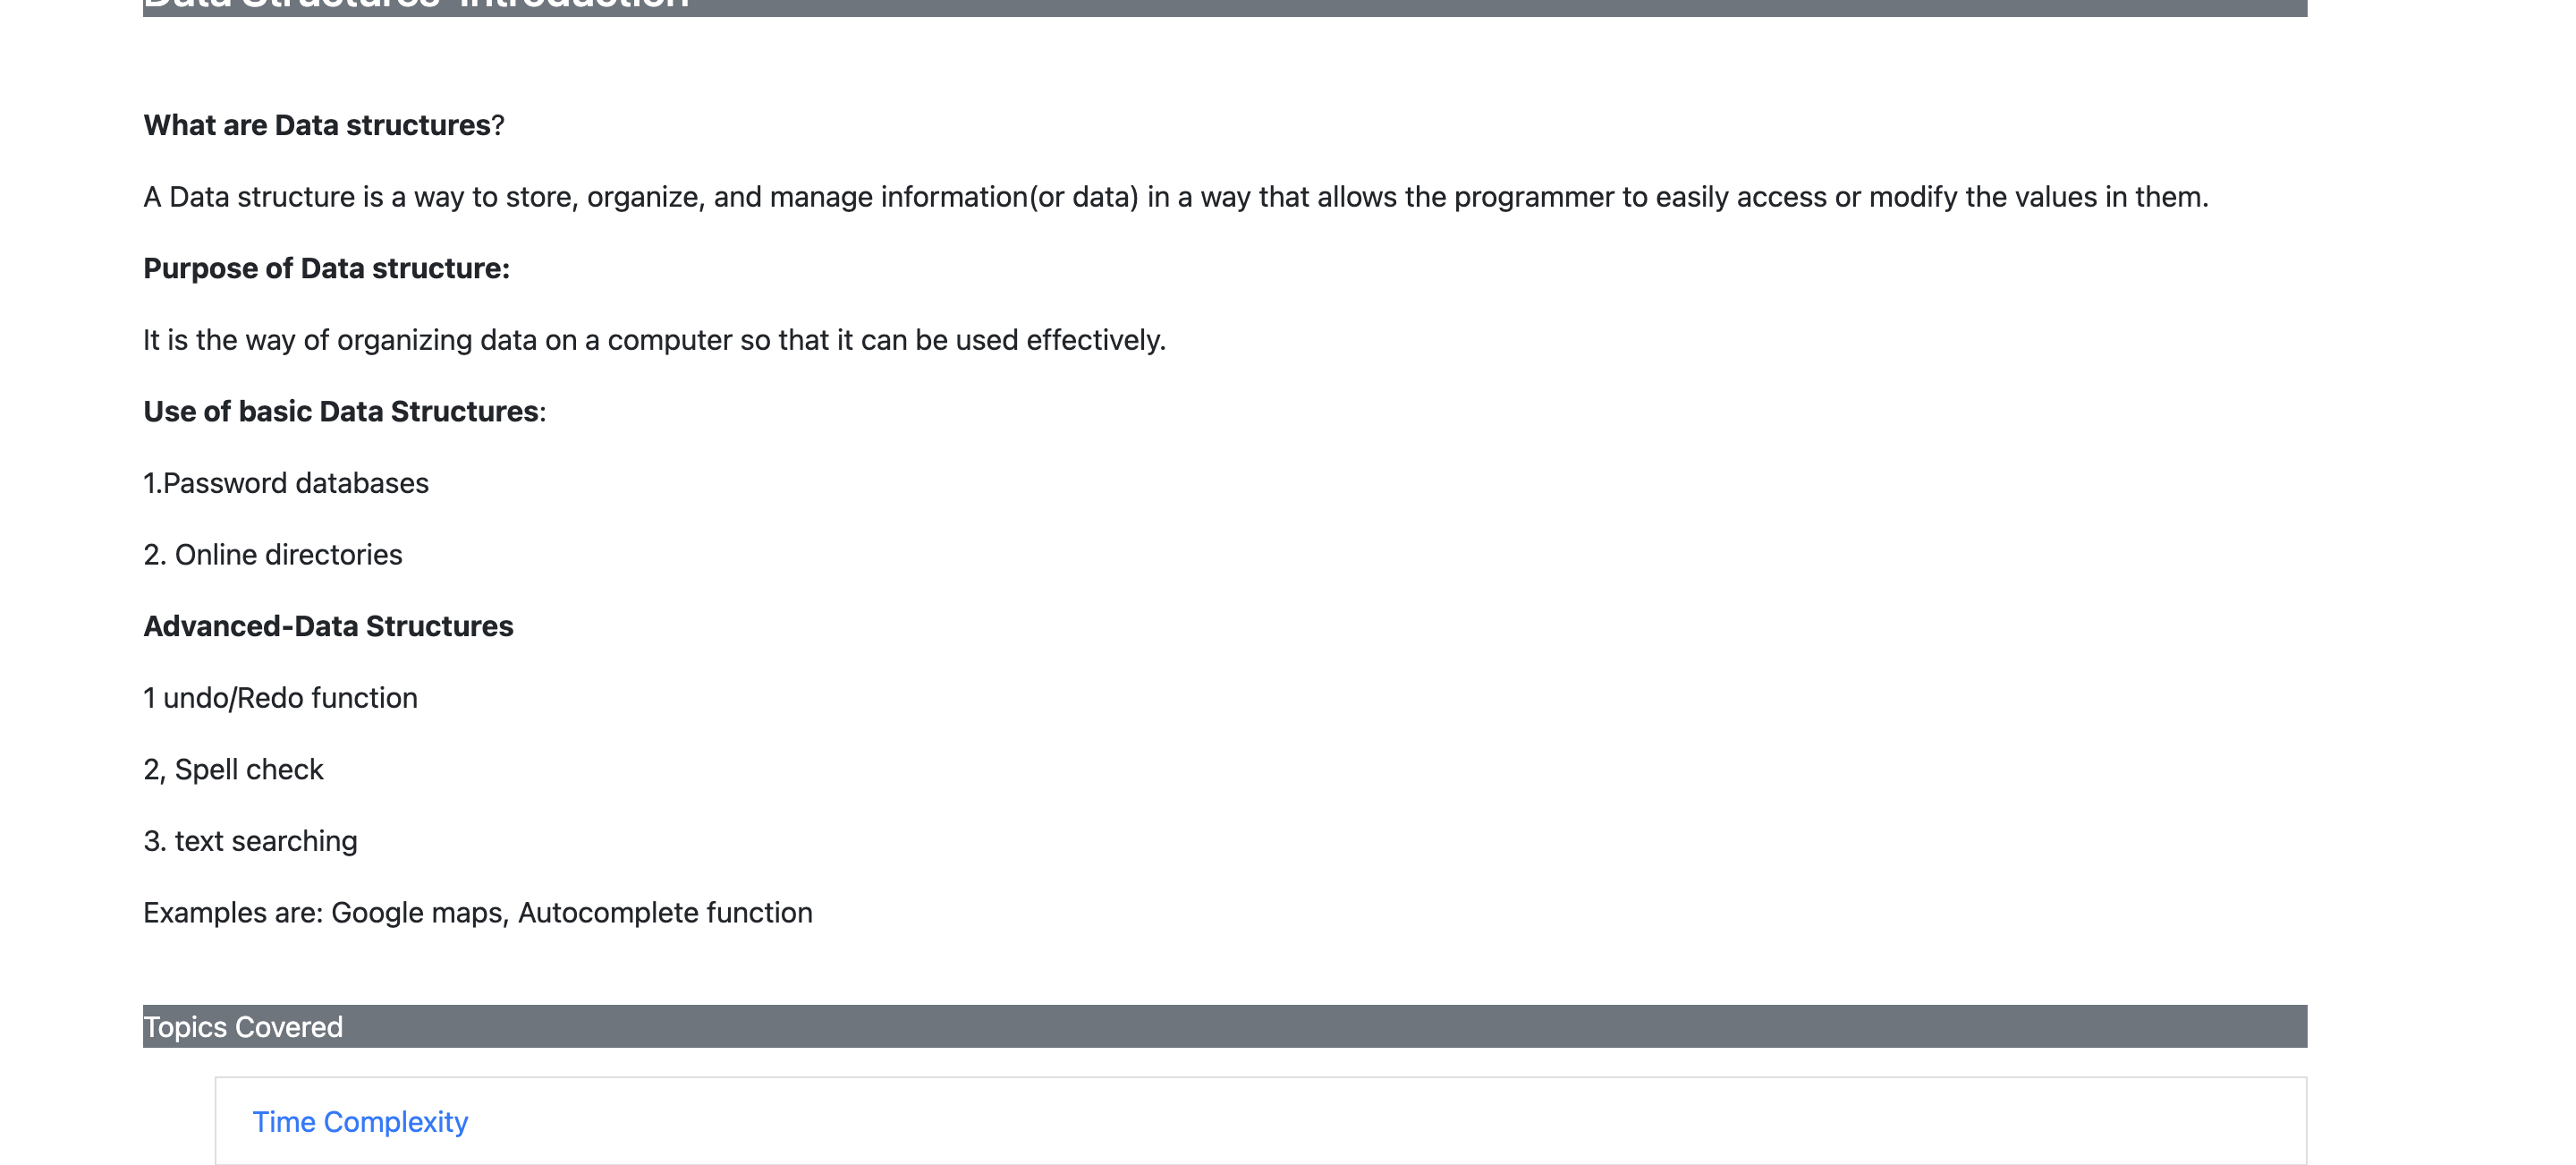 Data Structures-Introduction
What are Data structures?
A Data structure is a way to store, organize, and manage information(or data) in a way that allows the programmer to easily access or modify the values in them.
Purpose of Data structure:
It is the way of organizing data on a computer so that it can be used effectively.
Use of basic Data Structures:
1.Password databases
2. Online directories
Advanced-Data Structures
1 undo/Redo function
2, Spell check
3. text searching
Examples are: Google maps, Autocomplete function
Topics Covered
Time Complexity